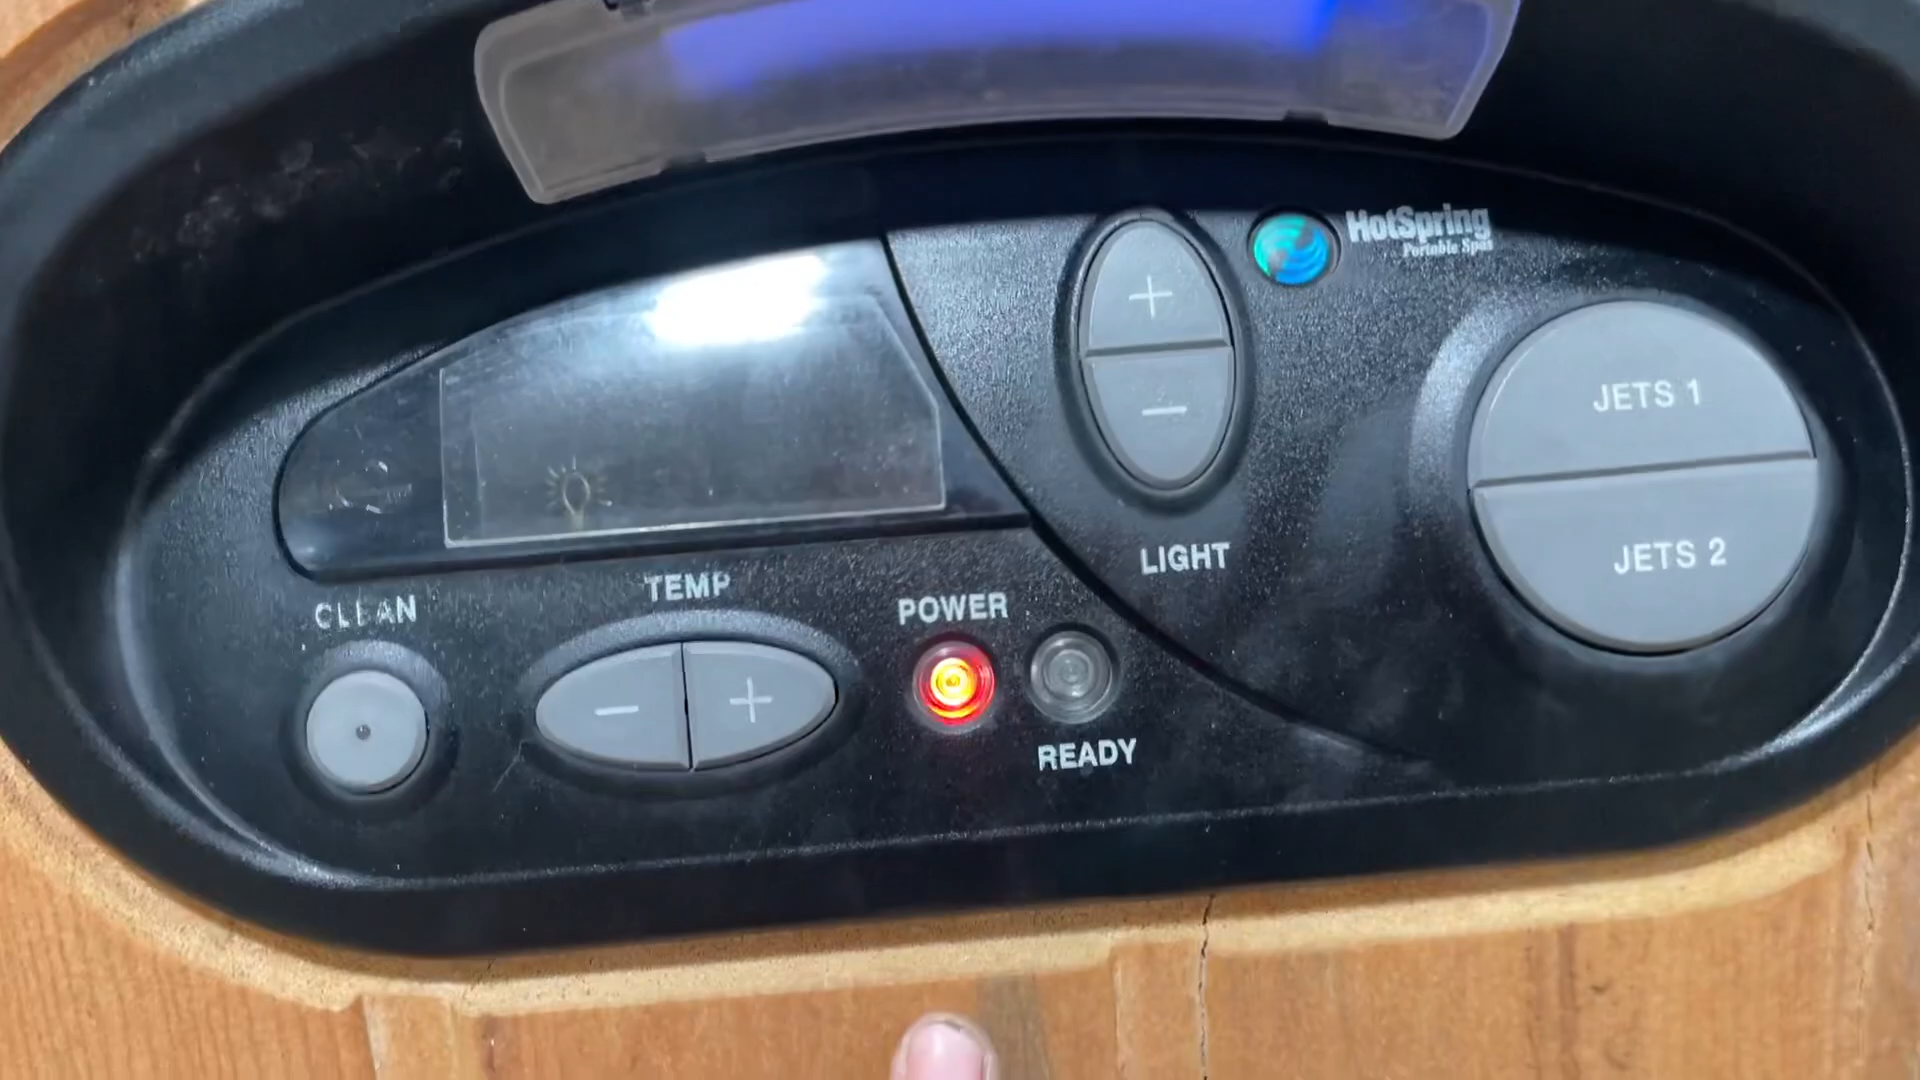 HotSpring
Portable Spas
+
−
JETS 1
JETS 2
LIGHT
TEMP
CLEAN
POWER
− +
READY